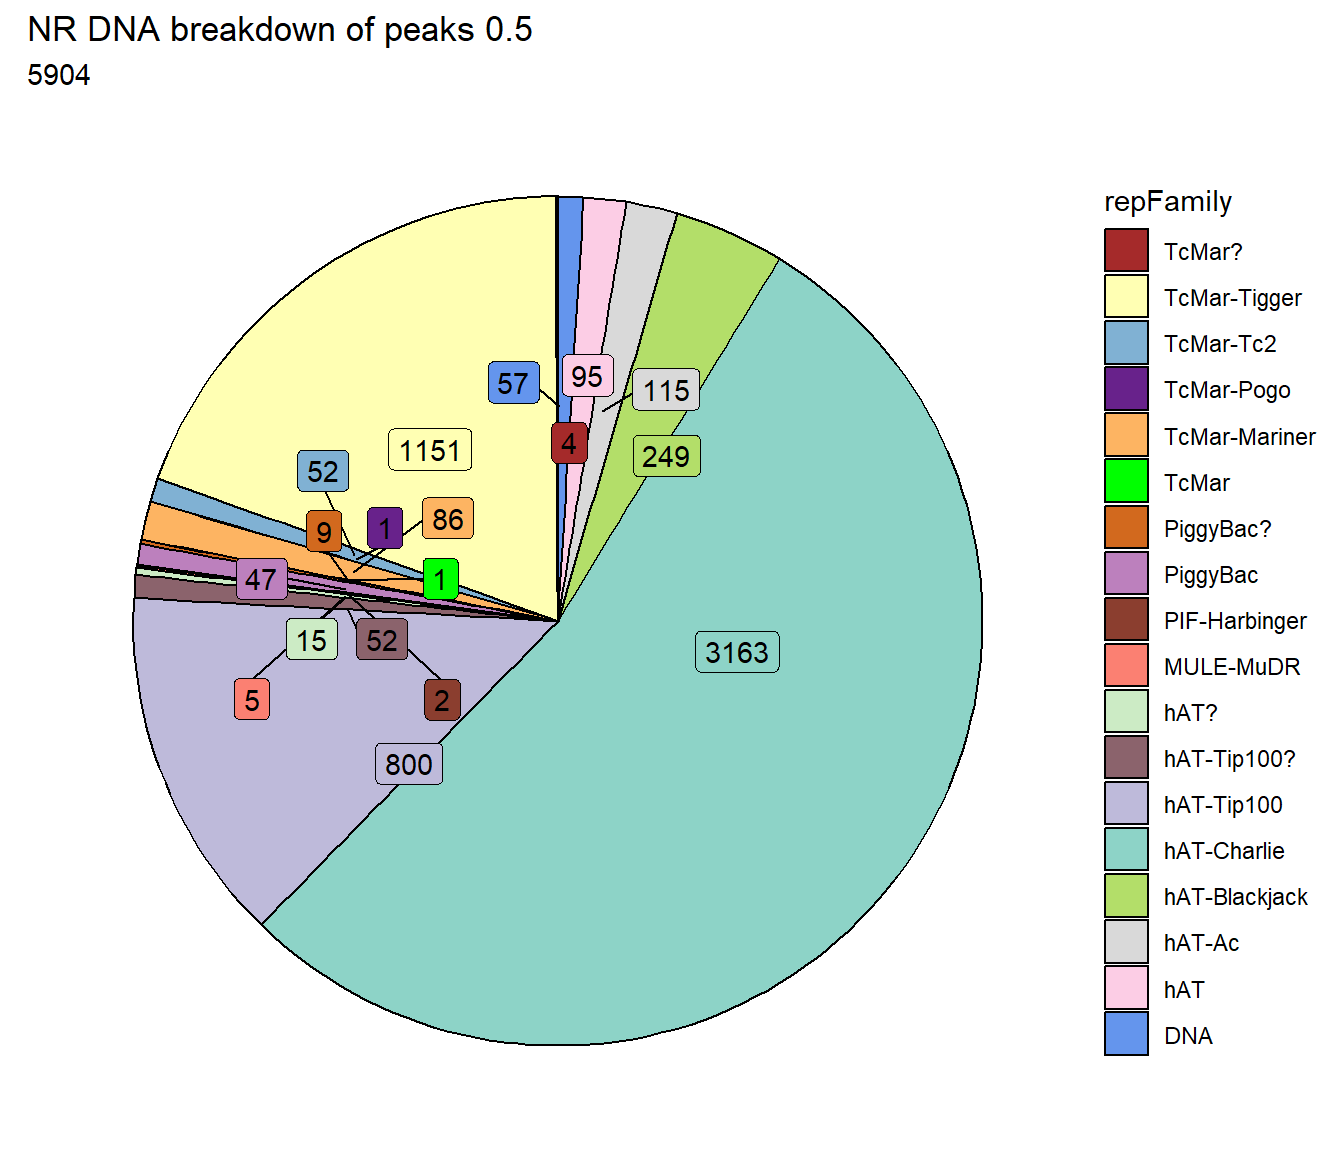 NR DNA breakdown of peaks 0.5
5904
57
95
115
4
249
1151
52
9
1
86
47
1
15
52
5
2
800
3163
repFamily
TcMar?
TcMar-Tigger
TcMar-Tc2
TcMar-Pogo
TcMar-Mariner
TcMar
PiggyBac?
PiggyBac
PIF-Harbinger
MULE-MuDR
hAT?
hAT-Tip100?
hAT-Tip100
hAT-Charlie
hAT-Blackjack
hAT-Ac
hAT
DNA